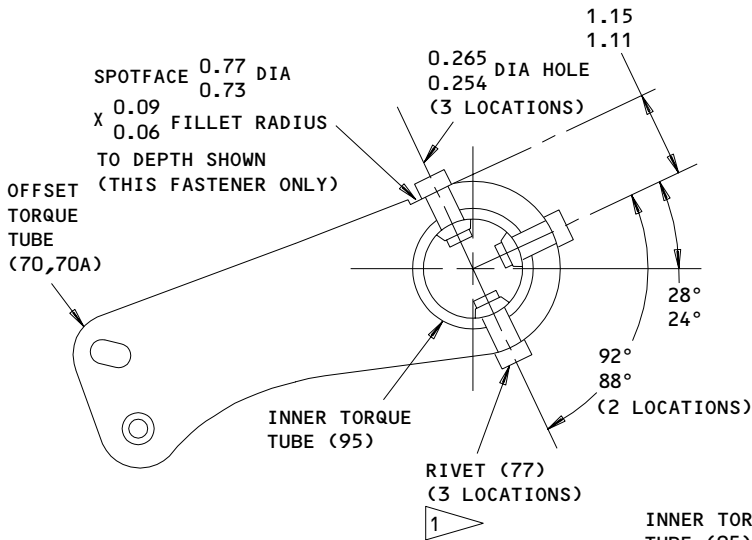 1.15
1.11
SPOTFACE 0.77 DIA
0.73
X 0.09 FILLET RADIUS
0.06
TO DEPTH SHOWN
(THIS FASTENER ONLY)
0.265 DIA HOLE
0.254
(3 LOCATIONS)
OFFSET
TORQUE
TUBE
(70,70A)
28°
24°
92°
88°
(2 LOCATIONS)
INNER TORQUE
TUBE (95)
RIVET (77)
(3 LOCATIONS)
1
INNER TOR